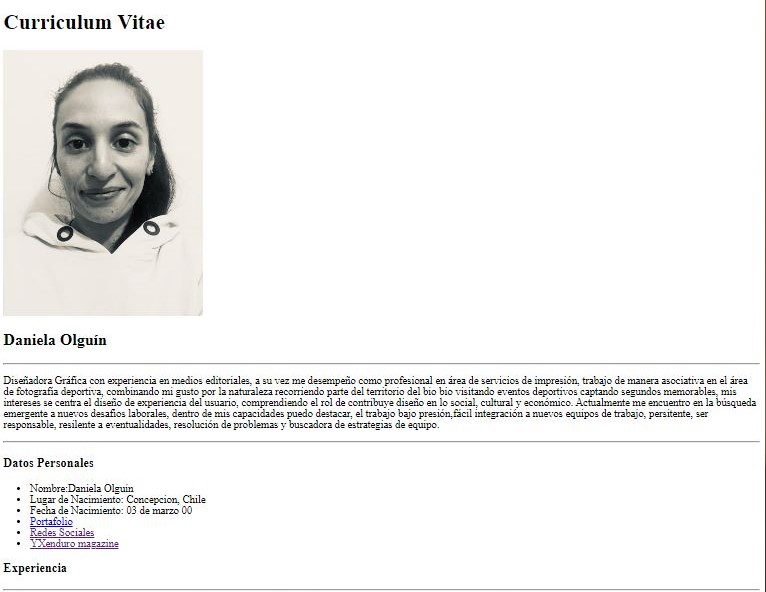 Curriculum Vitae
Daniela Olguín
Diseñadora Gráfica con experiencia en medios editoriales, a su vez me desempeño como profesional en área de servicios de impresión, trabajo de manera asociativa en el área
de fotografía deportiva, combinando mi gusto por la naturaleza recorriendo parte del territorio del bio bio visitando eventos deportivos captando segundos memorables, mis
intereses se centra el diseño de experiencia del usuario, comprendiendo el rol de contribuye diseño en lo social, cultural y económico. Actualmente me encuentro en la búsqueda
emergente a nuevos desafíos laborales, dentro de mis capacidades puedo destacar, el trabajo bajo presión,fácil integración a nuevos equipos de trabajo, persitente, ser
responsable, resilente a eventualidades, resolución de problemas y buscadora de estrategias de equipo.
Datos Personales
Nombre:Daniela Olguin
Lugar de Nacimiento: Concepcion, Chile
Fecha de Nacimiento: 03 de marzo 00
Portafolio
Redes Sociales
YXenduro magazine
Experiencia